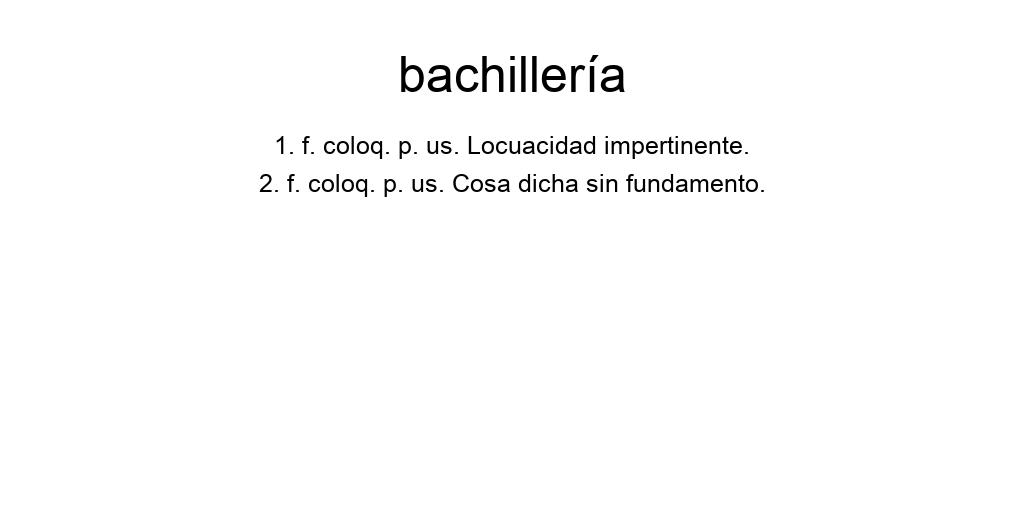 bachillería
1. f. coloq. p. us. Locuacidad impertinente.
2. f. coloq. p. us. Cosa dicha sin fundamento.